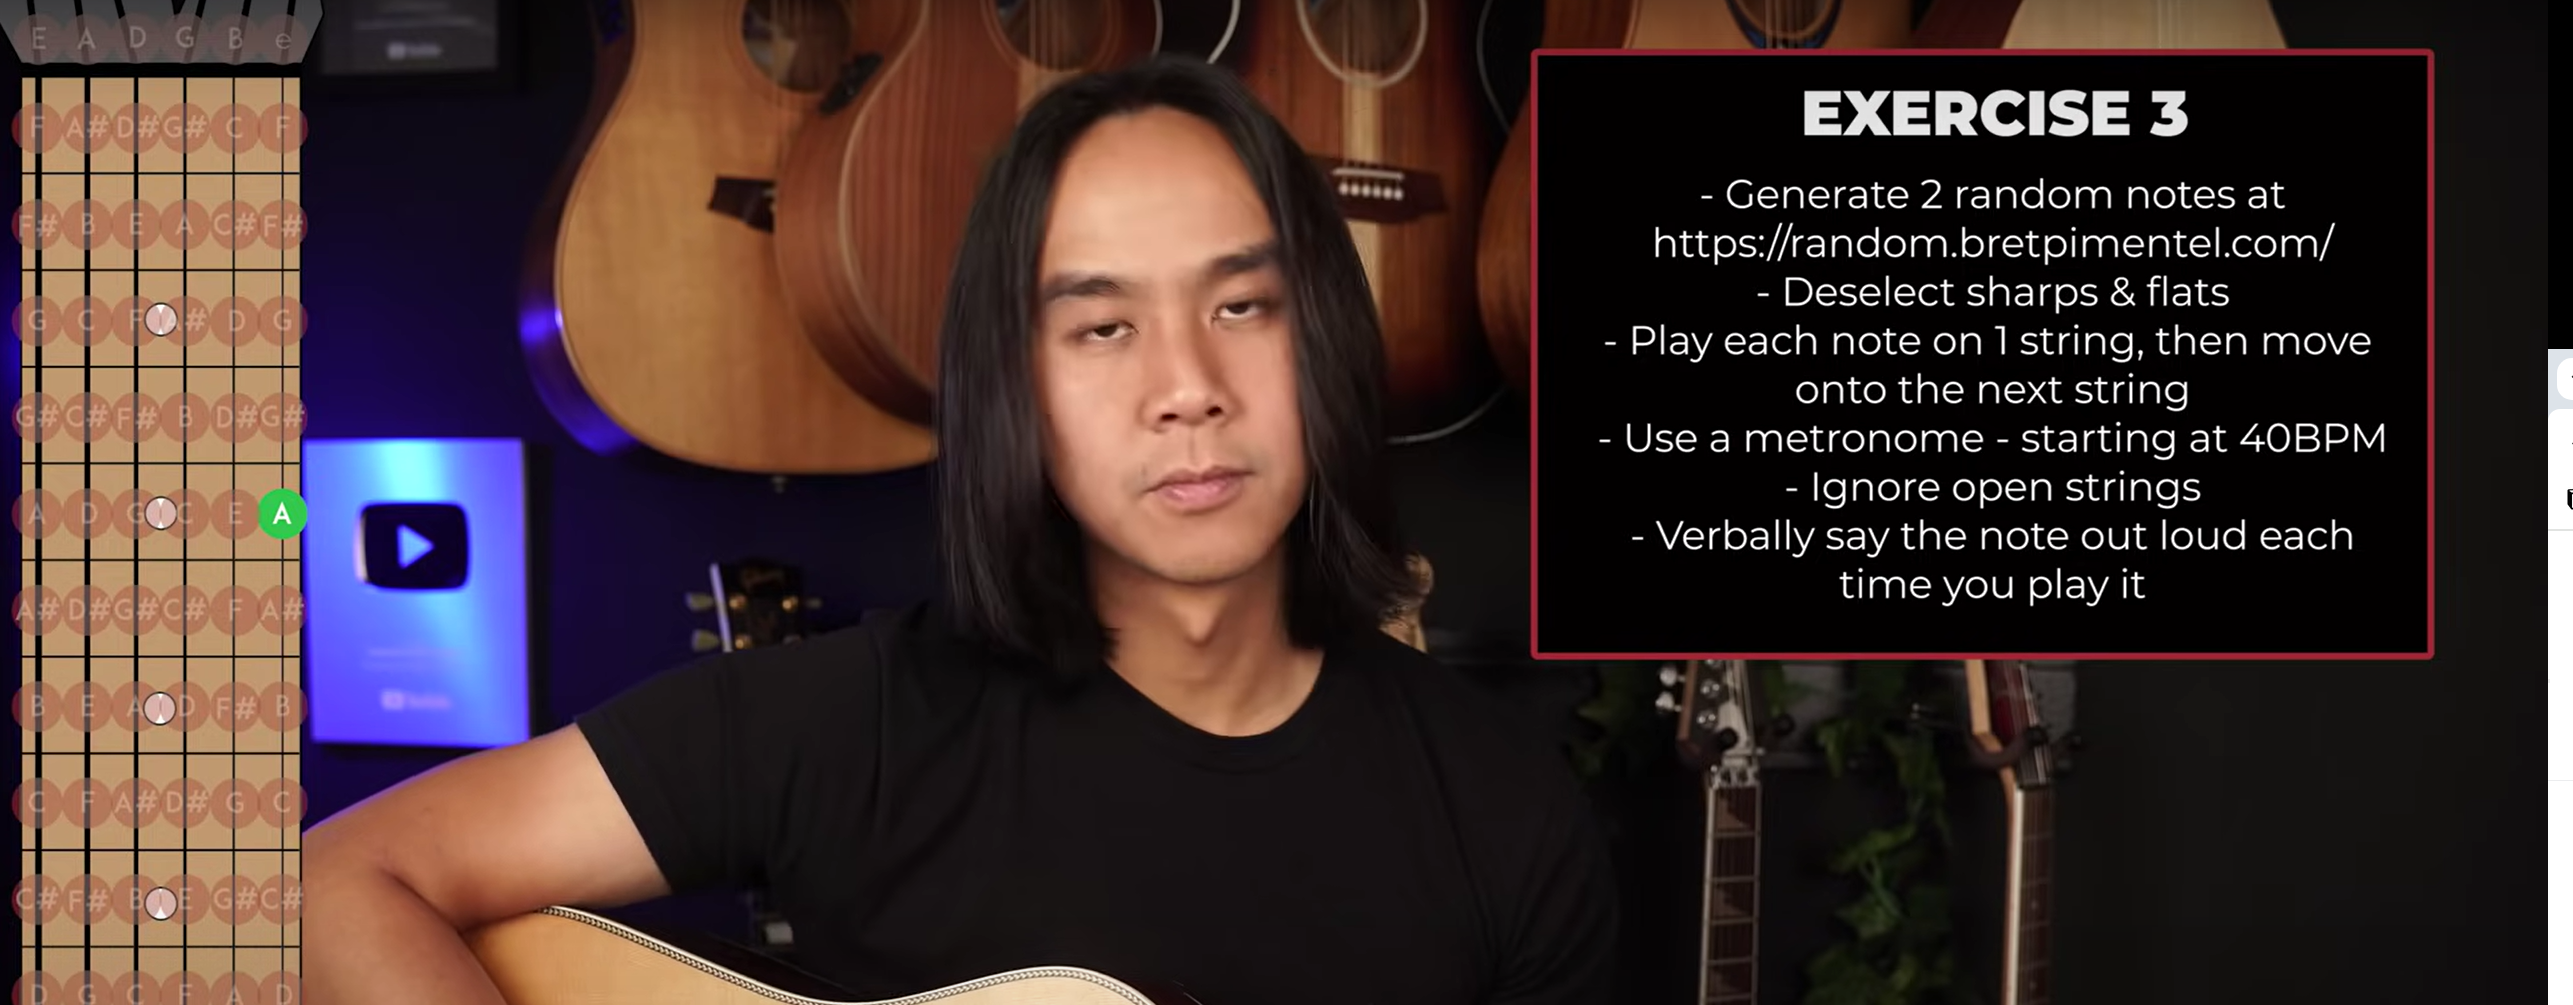 E A D G B e
F A# D# G# C F
F# B E A C# F#
G C F A# D G
G# C# F# B D# G#
A D G C E A
A# D# G# C# F A#
B E A D F# B
C F A# D# G C
C# F# B E G# C#
D G C F A D
EXERCISE 3
- Generate 2 random notes at
https://random.bretpimentel.com/
- Deselect sharps & flats
- Play each note on 1 string, then move
onto the next string
- Use a metronome - starting at 40BPM
- Ignore open strings
- Verbally say the note out loud each
time you play it